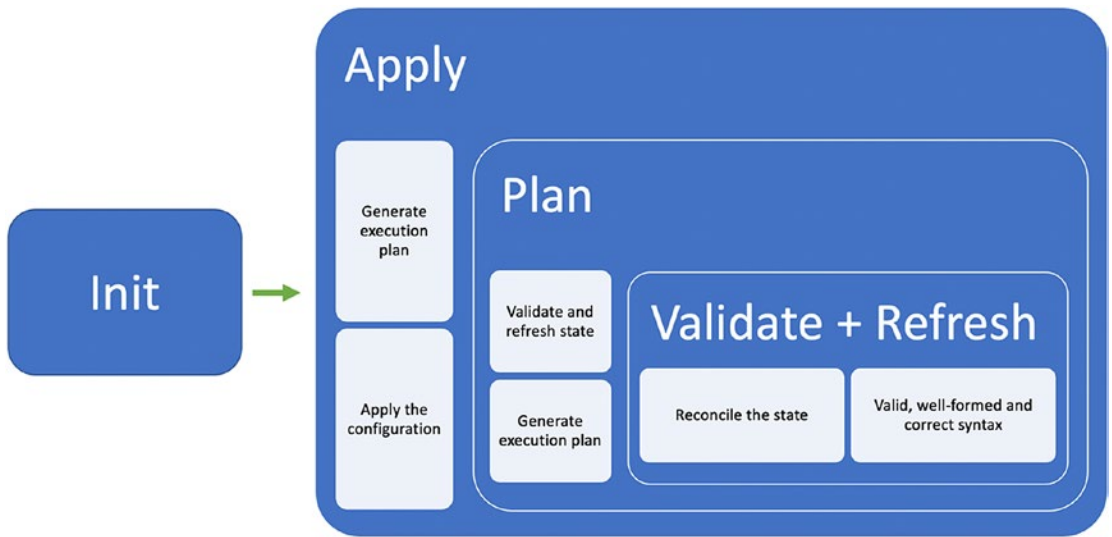 Apply
Init
Generate
execution
plan
Apply the
configuration
Plan
Validate and
refresh state
Generate
execution plan
Validate + Refresh
Reconcile the state
Valid, well-formed and
correct syntax